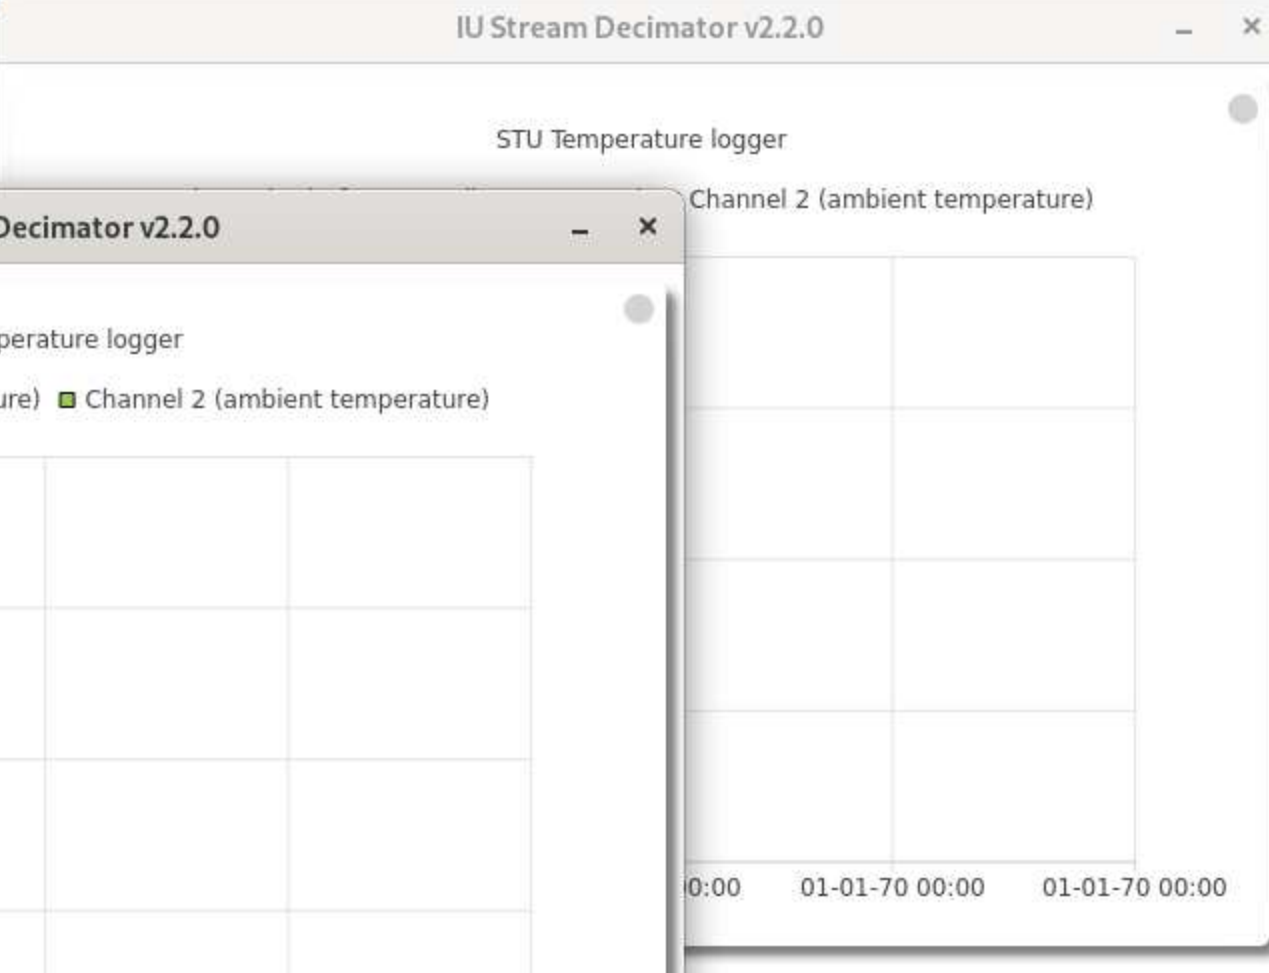 IU Stream Decimator v2.2.0
STU Temperature logger
Channel 2 (ambient temperature)
Decimator v2.2.0
perature logger
ure) Channel 2 (ambient temperature)
00:00 01-01-70 00:00 01-01-70 00:00